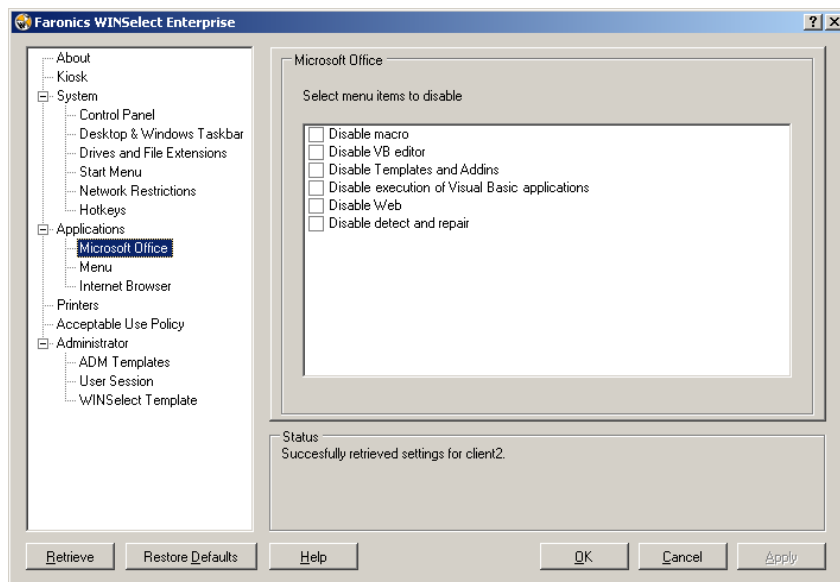 Faronics WINSelect Enterprise
About
Kiosk
System
Control Panel
Desktop & Windows Taskbar
Drives and File Extensions
Start Menu
Network Restrictions
Hotkeys
Applications
Microsoft Office
Menu
Internet Browser
Printers
Acceptable Use Policy
Administrator
ADM Templates
User Session
WINSelect Template
Microsoft Office
Select menu items to disable
Disable macro
Disable VB editor
Disable Templates and Addins
Disable execution of Visual Basic applications
Disable Web
Disable detect and repair
Status
Succesfully retrieved settings for client2.
Retrieve
Restore Defaults
Help
OK
Cancel
Apply